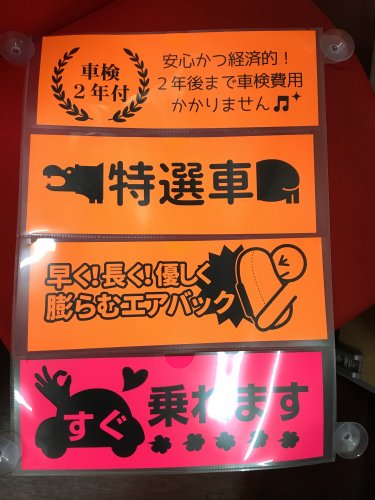 車検
2年付
安心かつ経済的!
2年後まで車検費用
かかりません♫
特選車
早く!長く!優しく
膨らむエアバック
すぐ
乗れます